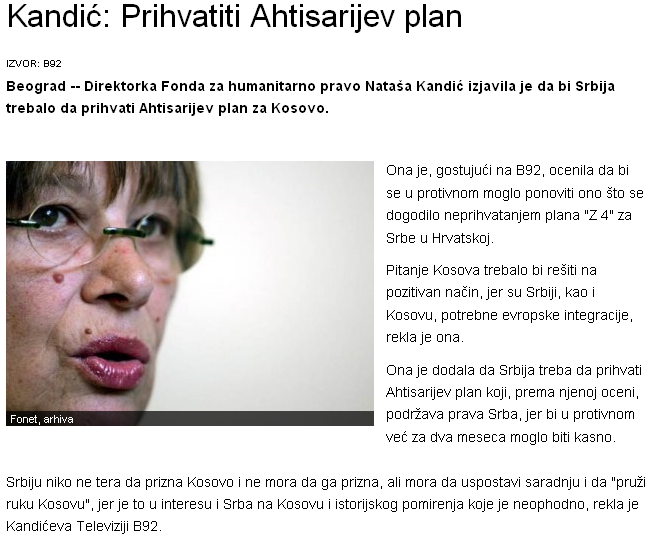 Kandić: Prihvatiti Ahtisarijev plan
IZVOR: B92
Beograd -- Direktorka Fonda za humanitarno pravo Nataša Kandić izjavila je da bi Srbija
trebalo da prihvati Ahtisarijev plan za Kosovo.
Ona je, gostujući na B92, ocenila da bi
se u protivnom moglo ponoviti ono što se
dogodilo neprihvatanjem plana "Z 4" za
Srbe u Hrvatskoj.
Pitanje Kosova trebalo bi rešiti na
pozitivan način, jer su Srbiji, kao i
Kosovu, potrebne evropske integracije,
rekla je ona.
Ona je dodala da Srbija treba da prihvati
Ahtisarijev plan koji, prema njenoj oceni,
podržava prava Srba, jer bi u protivnom
već za dva meseca moglo biti kasno.
Fonet, arhiva
Srbiju niko ne tera da prizna Kosovo i ne mora da ga prizna, ali mora da uspostavi saradnju i da "pruži
ruku Kosovu", jer je to u interesu i Srba na Kosovu i istorijskog pomirenja koje je neophodno, rekla je
Kandićeva Televiziji B92.